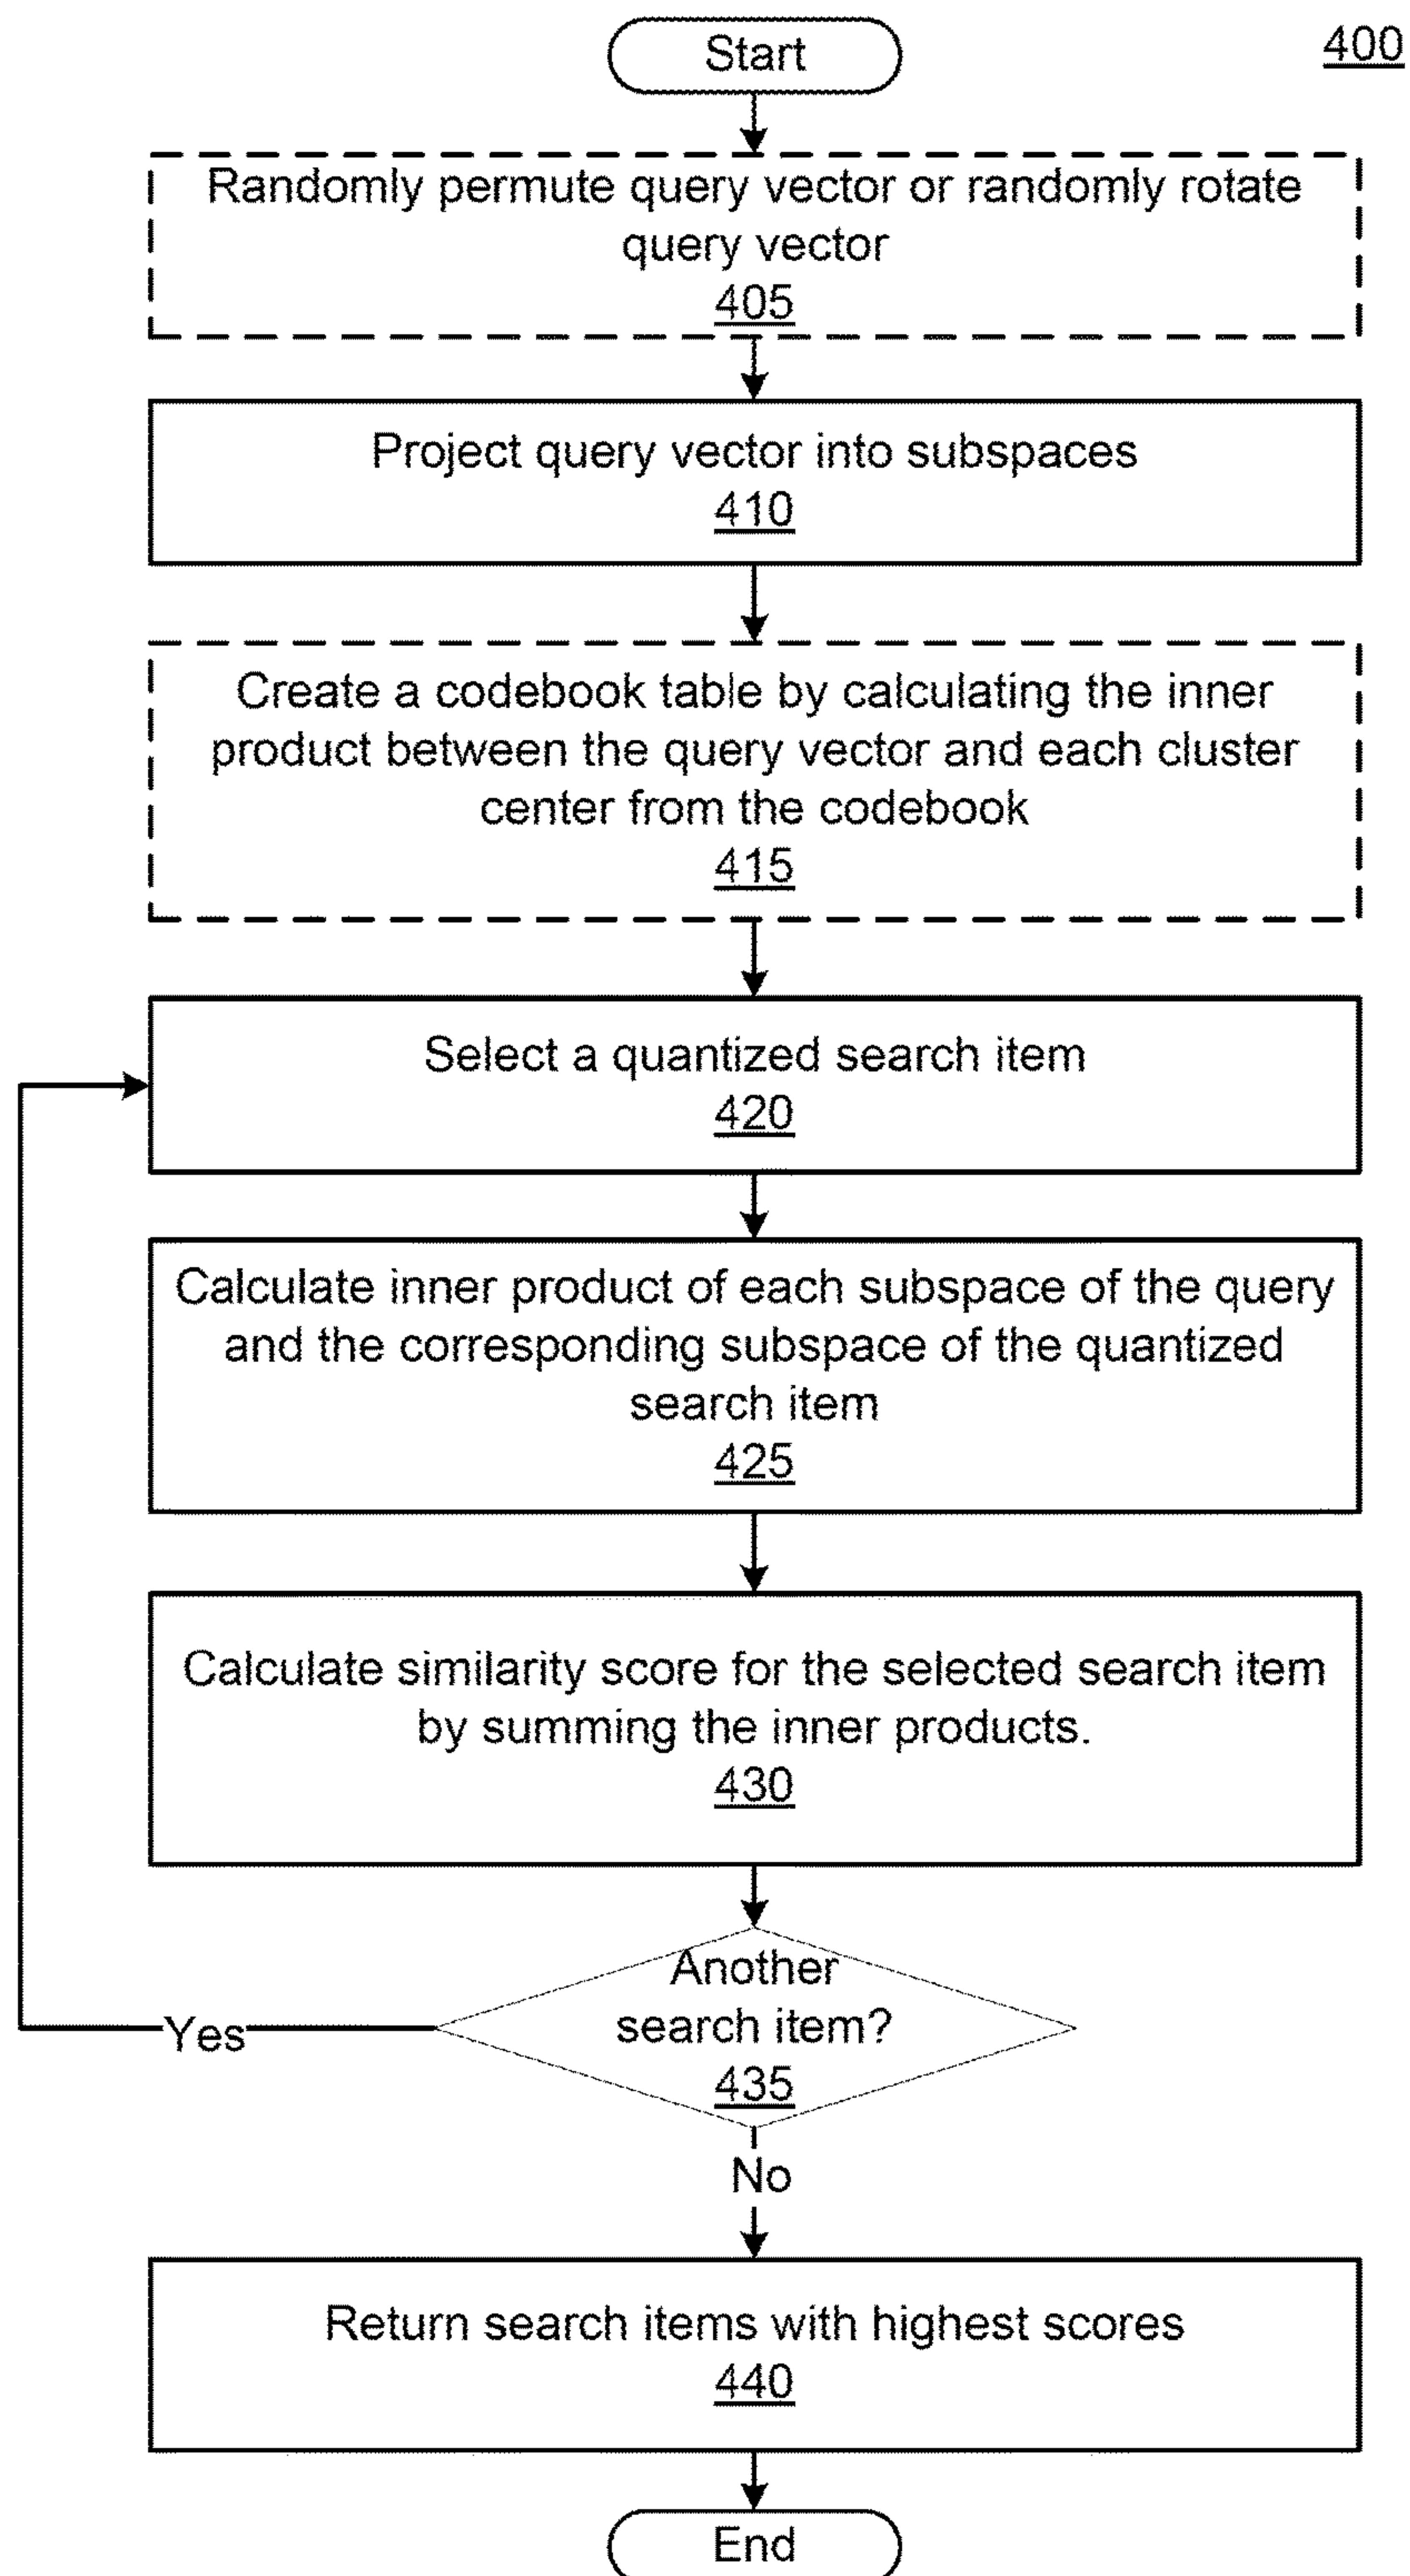 Start
400
Randomly permute query vector or randomly rotate
query vector
405
Project query vector into subspaces
410
Create a codebook table by calculating the inner
product between the query vector and each cluster
center from the codebook
415
Select a quantized search item
420
Calculate inner product of each subspace of the query
and the corresponding subspace of the quantized
search item
425
Calculate similarity score for the selected search item
by summing the inner products.
430
Another
search item?
435
Yes
No
Return search items with highest scores
440
End